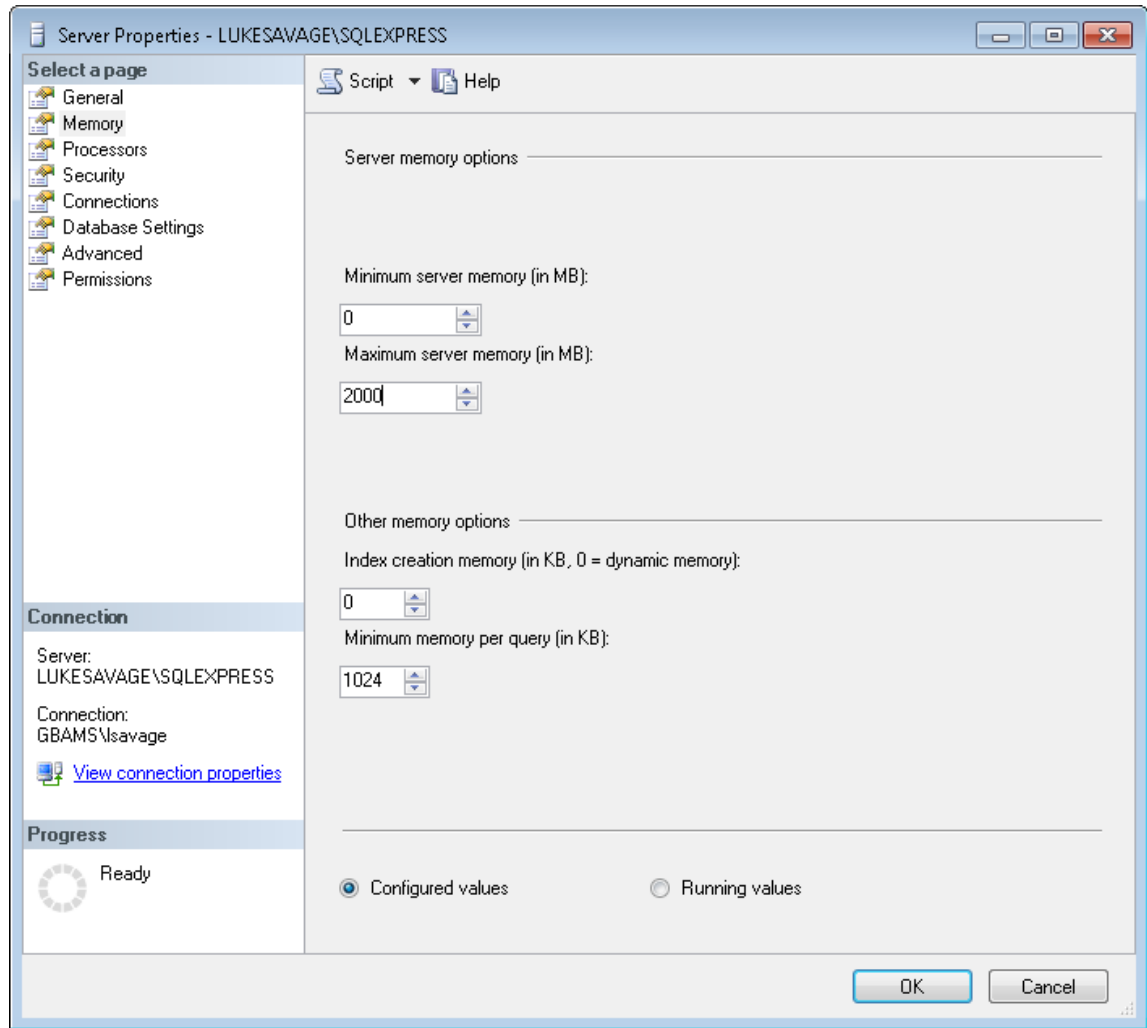 Server Properties - LUKESAVAGE\SQLEXPRESS
Select a page
General
Memory
Processors
Security
Connections
Database Settings
Advanced
Permissions
Connection
Server:
LUKESAVAGE\SQLEXPRESS
Connection:
GBAMS\lsavage
View connection properties
Progress
Ready
Script
Help
Server memory options
Minimum server memory (in MB):
0
Maximum server memory (in MB):
2000
Other memory options
Index creation memory (in KB, 0 = dynamic memory):
0
Minimum memory per query (in KB):
1024
Configured values
Running values
OK
Cancel